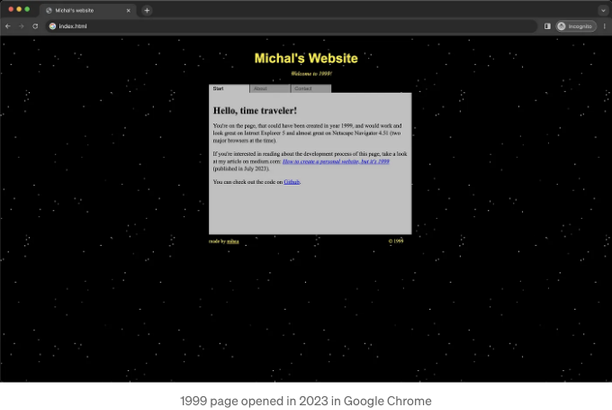 Michal's website
index.html
Incognito
Michal's Website
Welcome to 1999!
Start
About
Contact
Hello, time traveler!
You're on the page, that could have been created in year 1999, and would work and
look great on Intrnet Explorer 5 and almost great on Netscape Navigator 4.51 (two
major browsers at the time).
If you're interested in reading about the development process of this page, take a look
at my article on medium.com: How to create a personal website, but it's 1999
(published in July 2023).
You can check out the code on Github.
made by
© 1999
1999 page opened in 2023 in Google Chrome